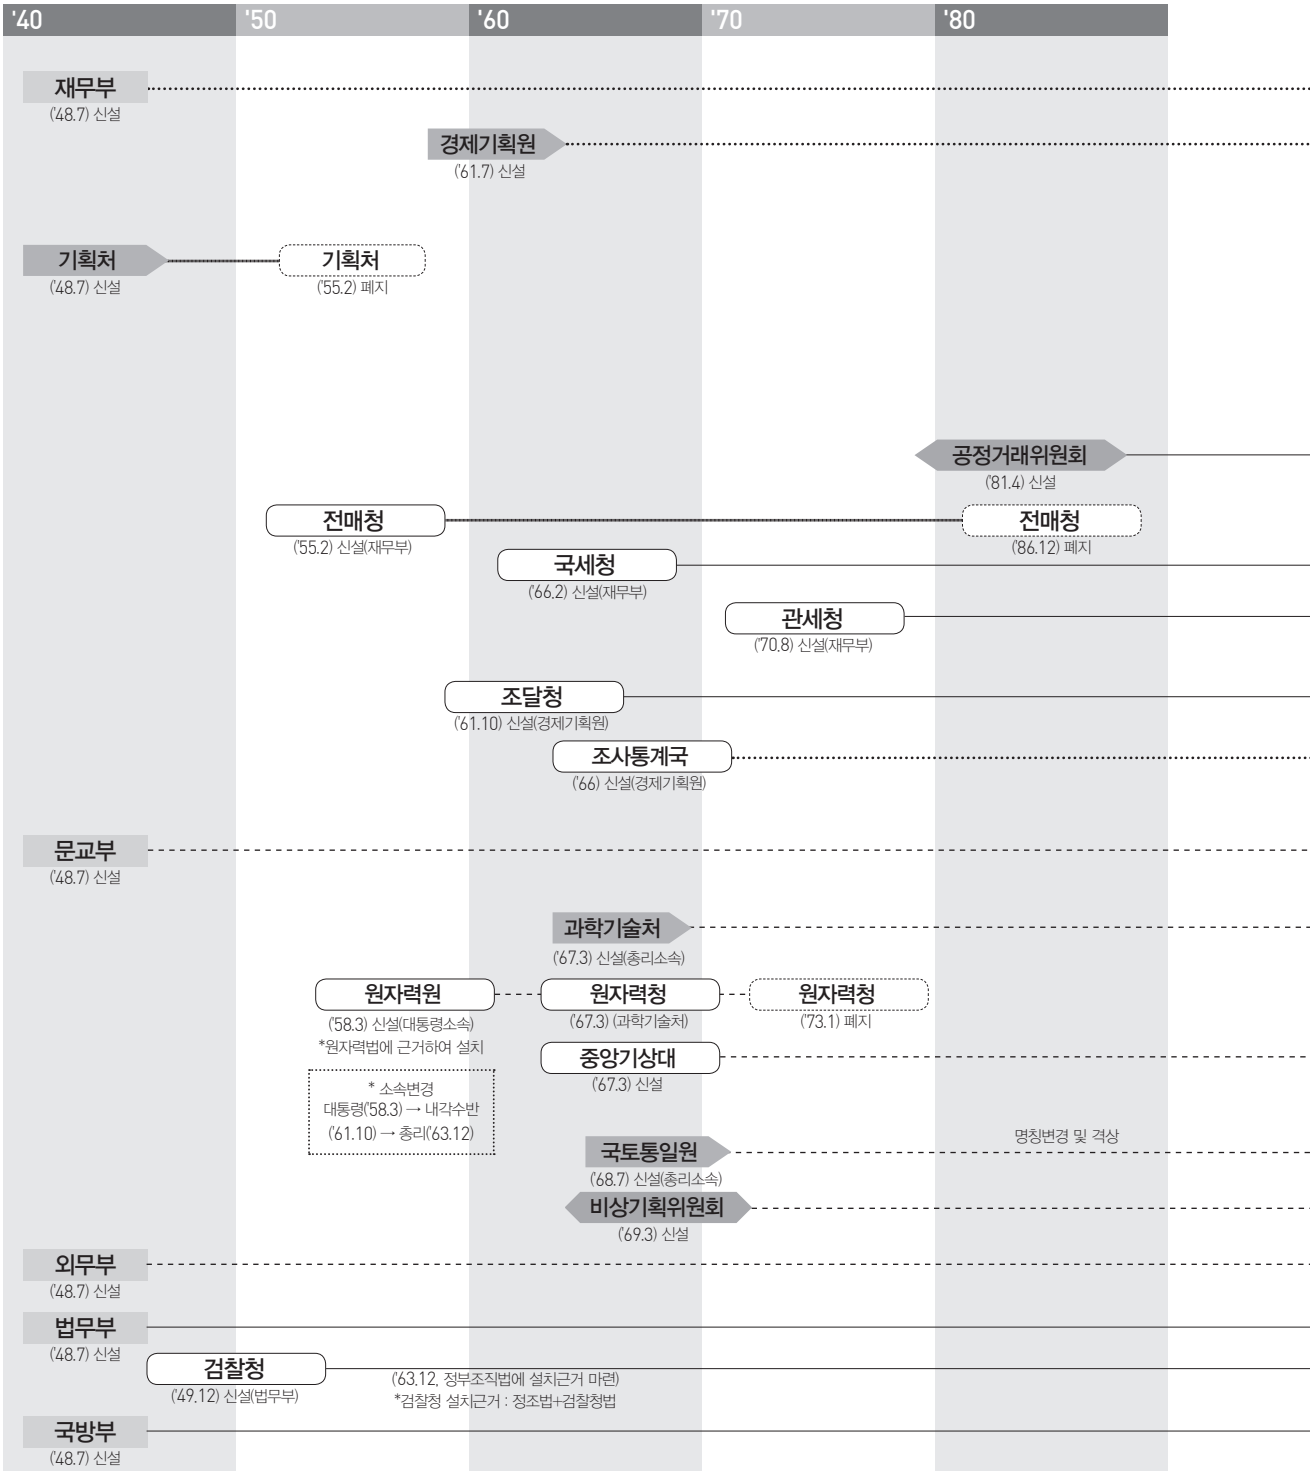 '40 '50 '60 '70 '80
재무부
('48.7) 신설
경제기획원
('61.7) 신설
기획처 기획처
('48.7) 신설 ('55.2) 폐지
공정거래위원회
('81.4) 신설
전매청 전매청
('55.2) 신설(재무부) ('86.12) 폐지
국세청
('66.2) 신설(재무부)
관세청
('70.8) 신설(재무부)
조달청
('61.10) 신설(경제기획원)
조사통계국
('66) 신설(경제기획원)
문교부
('48.7) 신설
과학기술처
('67.3) 신설(총리소속)
원자력원 원자력청 원자력청
('58.3) 신설(대통령소속) ('67.3) (과학기술처) ('73.1) 폐지
*원자력법에 근거하여 설치
중앙기상대
('67.3) 신설
* 소속변경
대통령('58.3) → 내각수반
('61.10) → 총리('63.12)
명칭변경 및 격상
국토통일원
('68.7) 신설(총리소속)
비상기획위원회
('69.3) 신설
외무부
('48.7) 신설
법무부
('48.7) 신설
검찰청
('49.12) 신설(법무부)
('63.12, 정부조직법에 설치근거 마련)
*검찰청 설치근거 : 정조법+검찰청법
국방부
('48.7) 신설